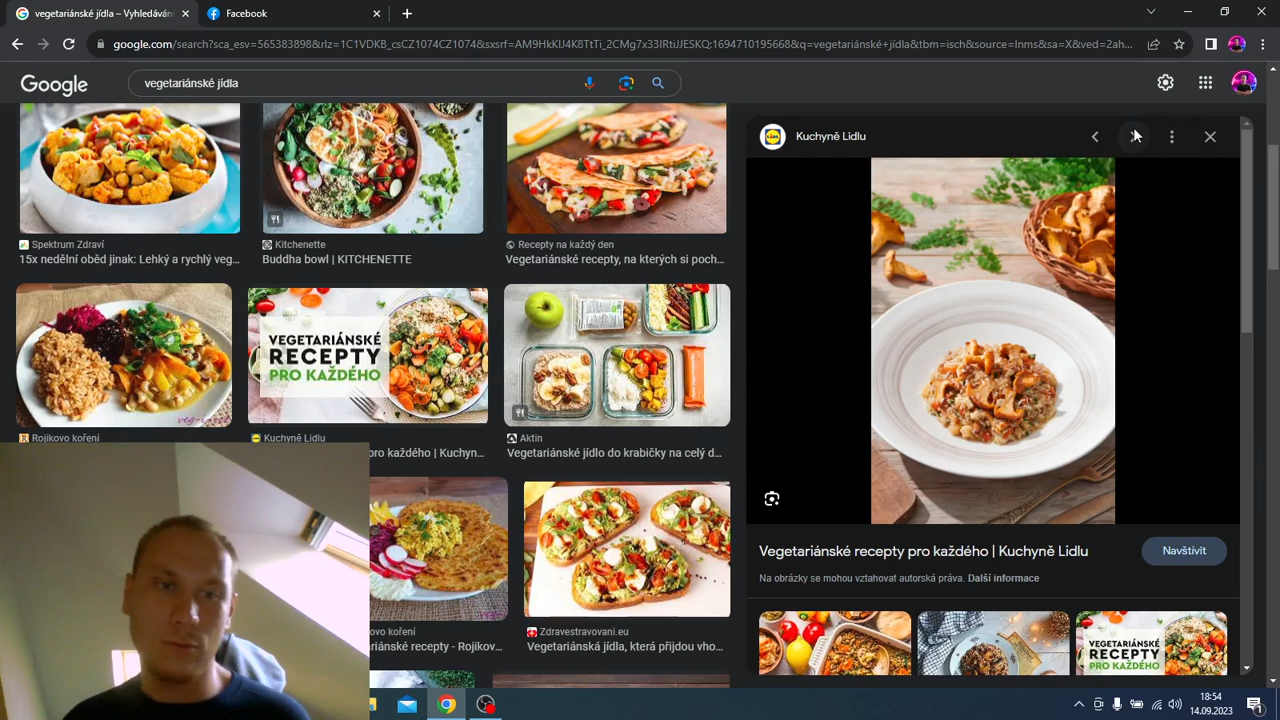 vegetariánské jídla – Vyhledávání
Facebook
google.com/search?sca_esv=565383898&rlz=1C1VDKB_csCZ1074CZ1074&sxsrf=AM9HkKlJ4K8TtTi_2CMg7x33IRtiJJESKQ:1694710195668&q=vegetariánské+jídla&tbm=isch&source=lnms&sa=X&ved=2ah...
Google
vegetariánské jídla
Kuchyně Lidlu
Spektrum Zdraví
15x nedělní oběd jinak: Lehký a rychlý veg...
Kitchenette
Buddha bowl | KITCHENETTE
Recepty na každý den
Vegetariánské recepty, na kterých si poch...
VEGETARIÁNSKÉ
RECEPTY
PRO KAŽDÉHO
Rojíkovo koření
Kuchyně Lidlu
pro každého | Kuchyn...
Aktin
Vegetariánské jídlo do krabičky na celý d...
ovo koření
iánské recepty - Rojíkov...
Zdravestravovani.eu
Vegetariánská jídla, která přijdou vho...
Vegetariánské recepty pro každého | Kuchyně Lidlu
Navštívit
Na obrázky se mohou vztahovat autorská práva. Další informace
VEGETARIÁNSKÉ
RECEPTY
PRO KAŽDÉHO
18:54
14.09.2023